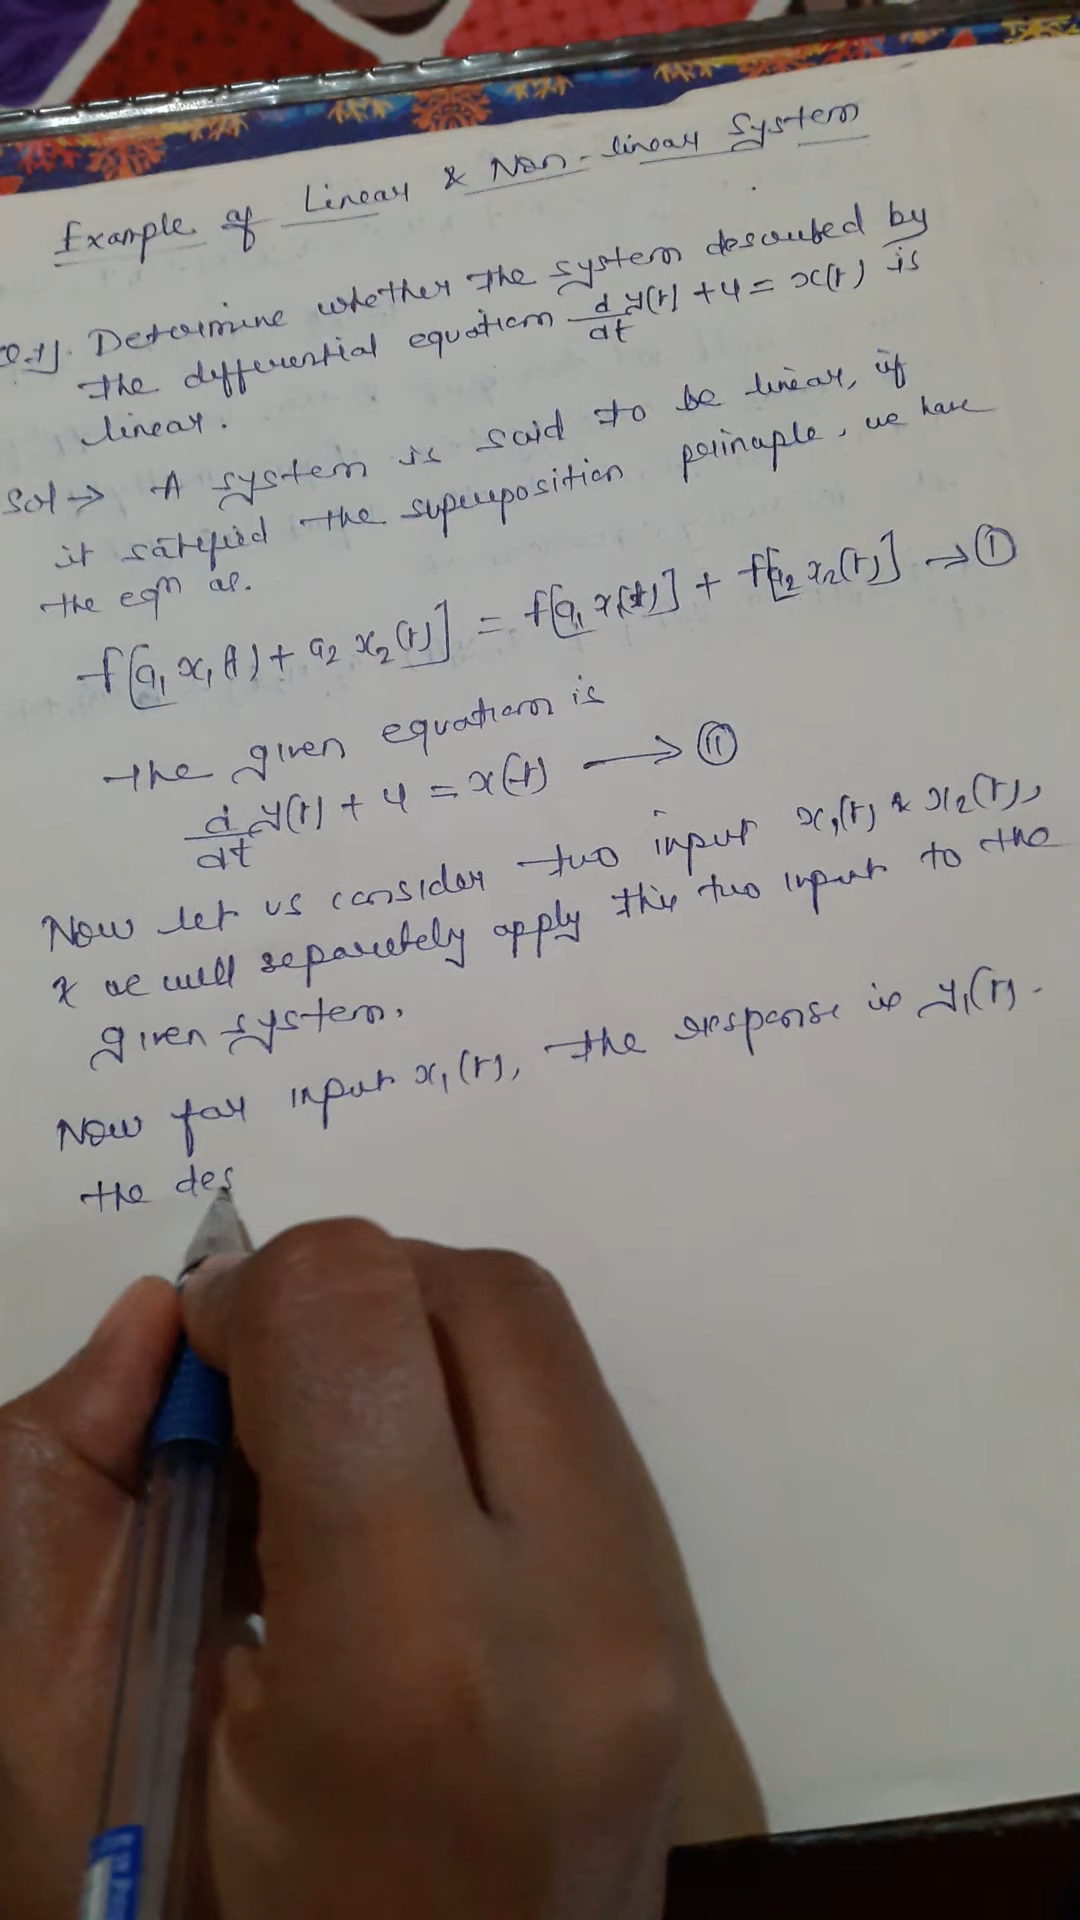 Example of Linear & Non-linear System
Q.1]. Determine whether the system described by
the differential equation d/dt y(t) + 4 = x(t) is
linear.
Sol → A system is said to be linear, if
it satisfied the superposition principle, we have
the eqn as.
f[a1 x1(t) + a2 x2(t)] = f[a1 x1(t)] + f[a2 x2(t)] → (I)
the given equation is
d/dt y(t) + 4 = x(t) → (II)
Now let us consider two input x1(t) & x2(t),
& we will separately apply this two input to the
given system.
Now for input x1(t), the response is y1(t).
the des